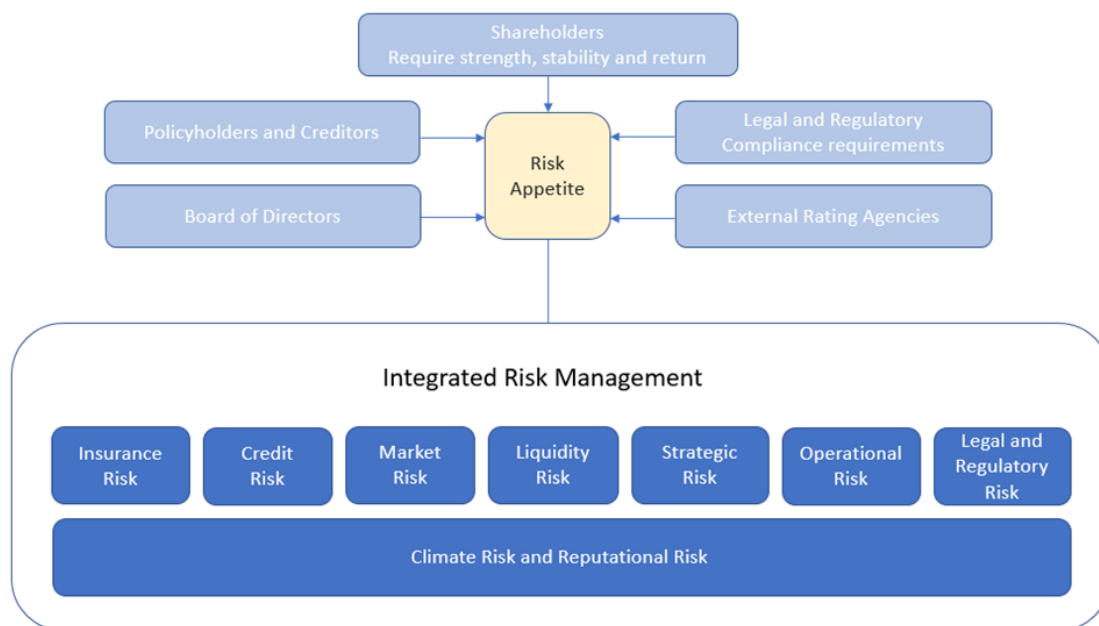 Shareholders
Require strength, stability and return
Policyholders and Creditors
Legal and Regulatory
Compliance requirements
Risk
Appetite
Board of Directors
External Rating Agencies
Integrated Risk Management
Insurance
Risk
Credit
Risk
Market
Risk
Liquidity
Risk
Strategic
Risk
Operational
Risk
Legal and
Regulatory
Risk
Climate Risk and Reputational Risk